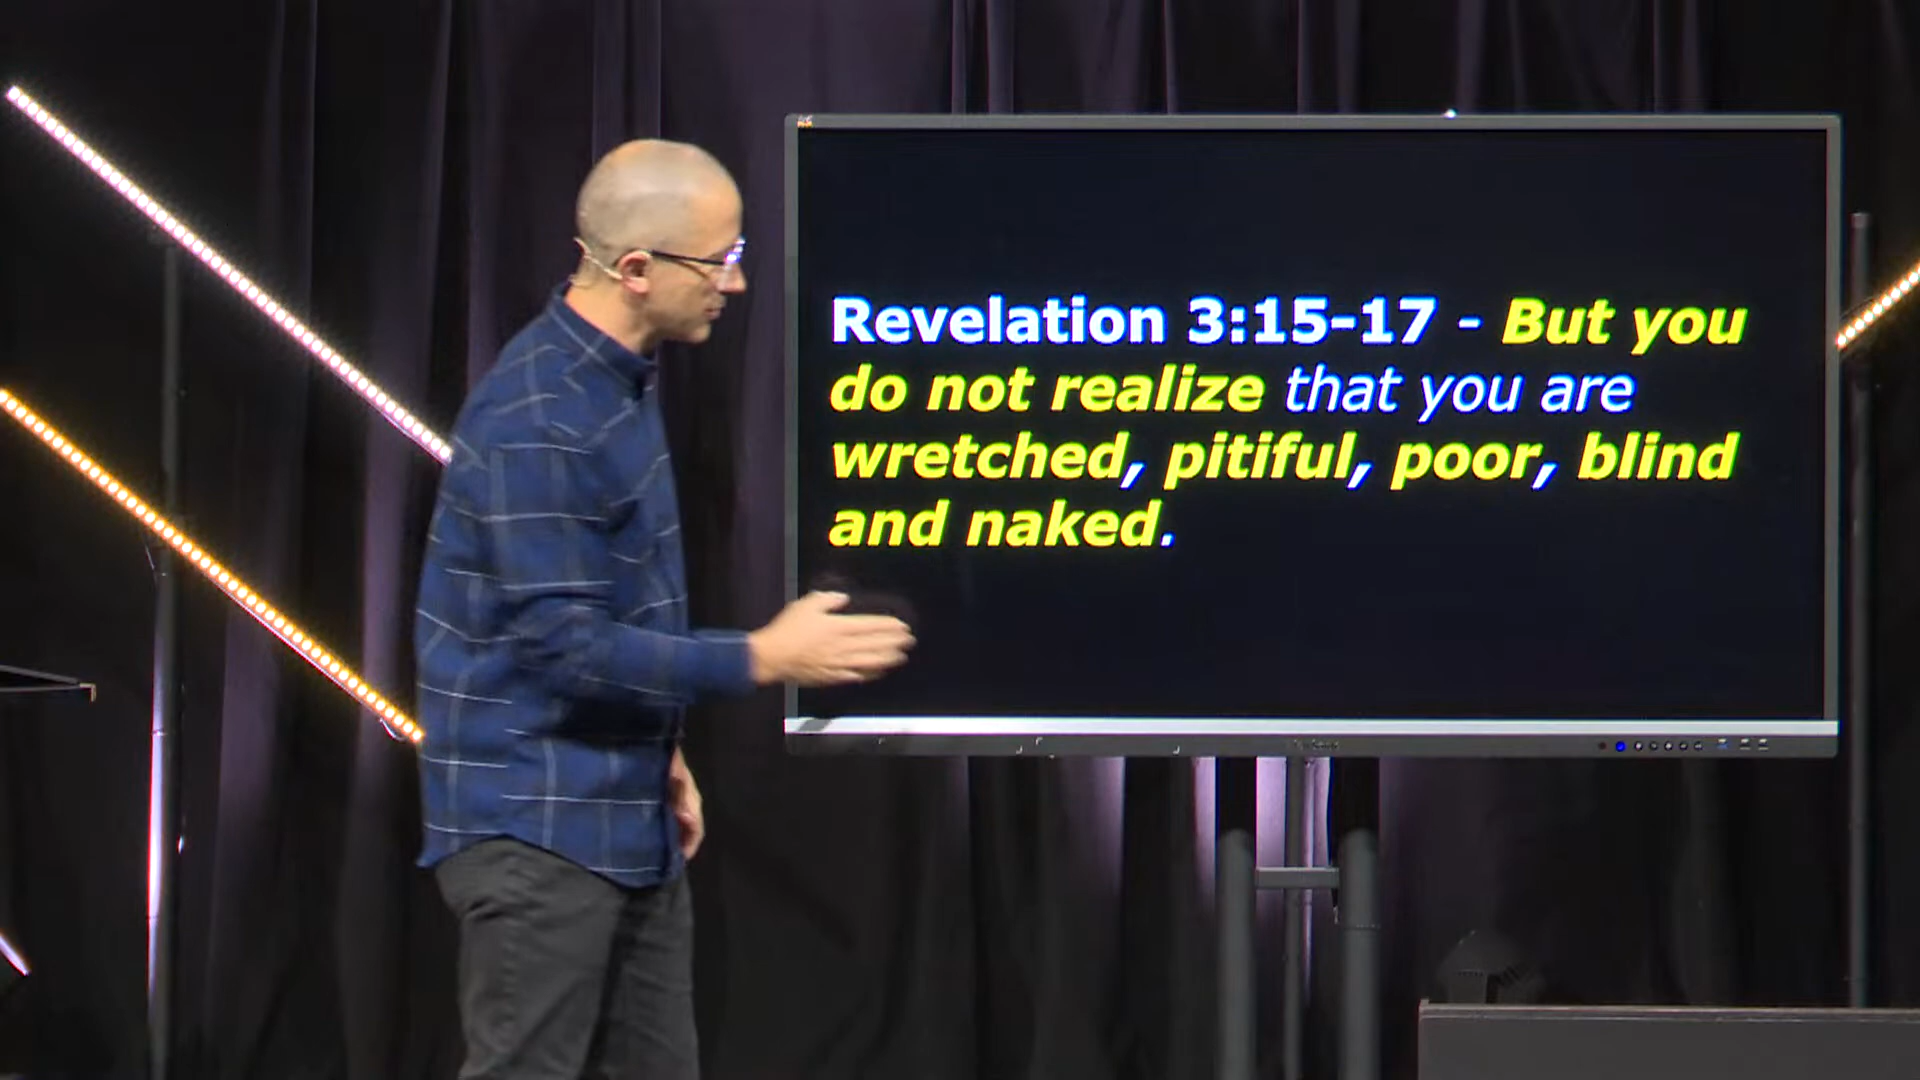 Revelation 3:15-17 - But you
do not realize that you are
wretched, pitiful, poor, blind
and naked.